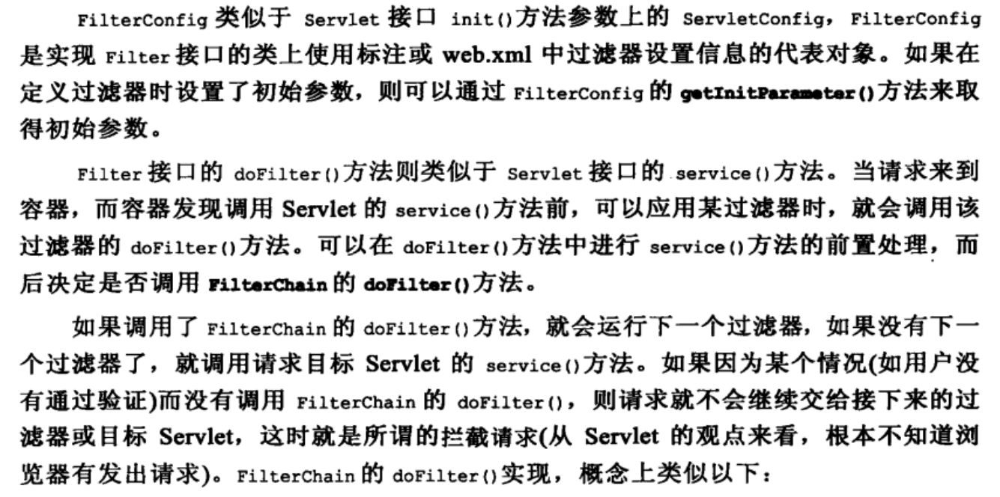 FilterConfig 类似于 Servlet 接口 init()方法参数上的 ServletConfig，FilterConfig
是实现 Filter 接口的类上使用标注或 web.xml 中过滤器设置信息的代表对象。如果在
定义过滤器时设置了初始参数，则可以通过 FilterConfig 的 getInitParameter()方法来取
得初始参数。
Filter 接口的 doFilter()方法则类似于 Servlet 接口的 service()方法。当请求来到
容器，而容器发现调用 Servlet 的 service()方法前，可以应用某过滤器时，就会调用该
过滤器的 doFilter()方法。可以在 doFilter()方法中进行 service()方法的前置处理，而
后决定是否调用 FilterChain 的 doFilter()方法。
如果调用了 FilterChain 的 doFilter()方法，就会运行下一个过滤器，如果没有下一
个过滤器了，就调用请求目标 Servlet 的 service()方法。如果因为某个情况(如用户没
有通过验证)而没有调用 FilterChain 的 doFilter()，则请求就不会继续交给接下来的过
滤器或目标 Servlet，这时就是所谓的拦截请求(从 Servlet 的观点来看，根本不知道浏
览器有发出请求)。FilterChain 的 doFilter()实现，概念上类似以下：